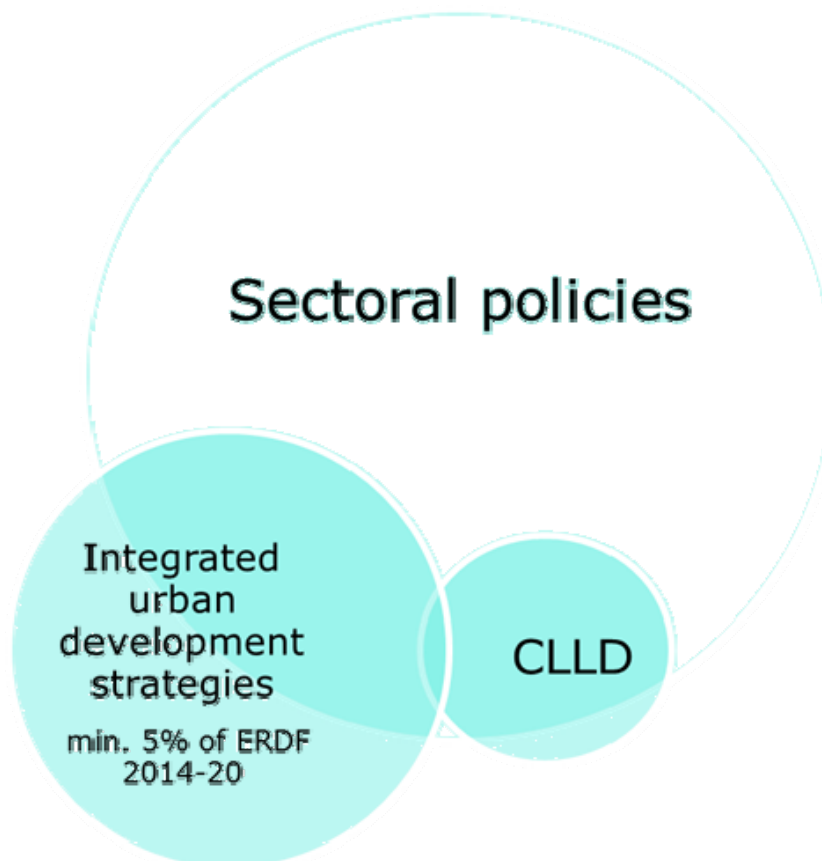 Sectoral policies
Integrated
urban
development
strategies
min. 5% of ERDF
2014-20
CLLD